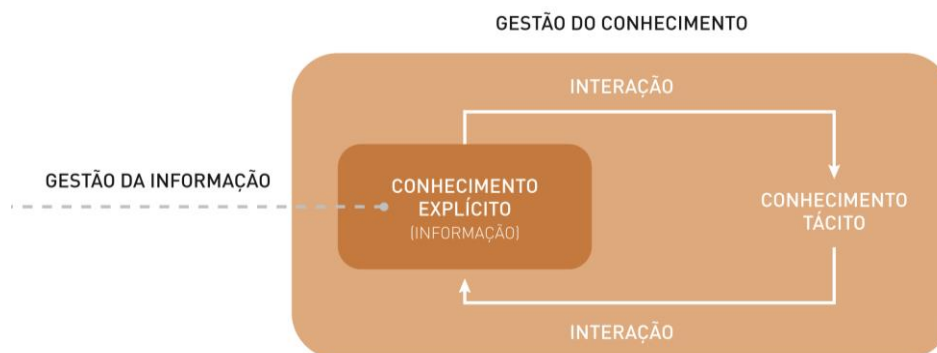 GESTÃO DO CONHECIMENTO
INTERAÇÃO
GESTÃO DA INFORMAÇÃO
CONHECIMENTO
EXPLÍCITO
(INFORMAÇÃO)
CONHECIMENTO
TÁCITO
INTERAÇÃO